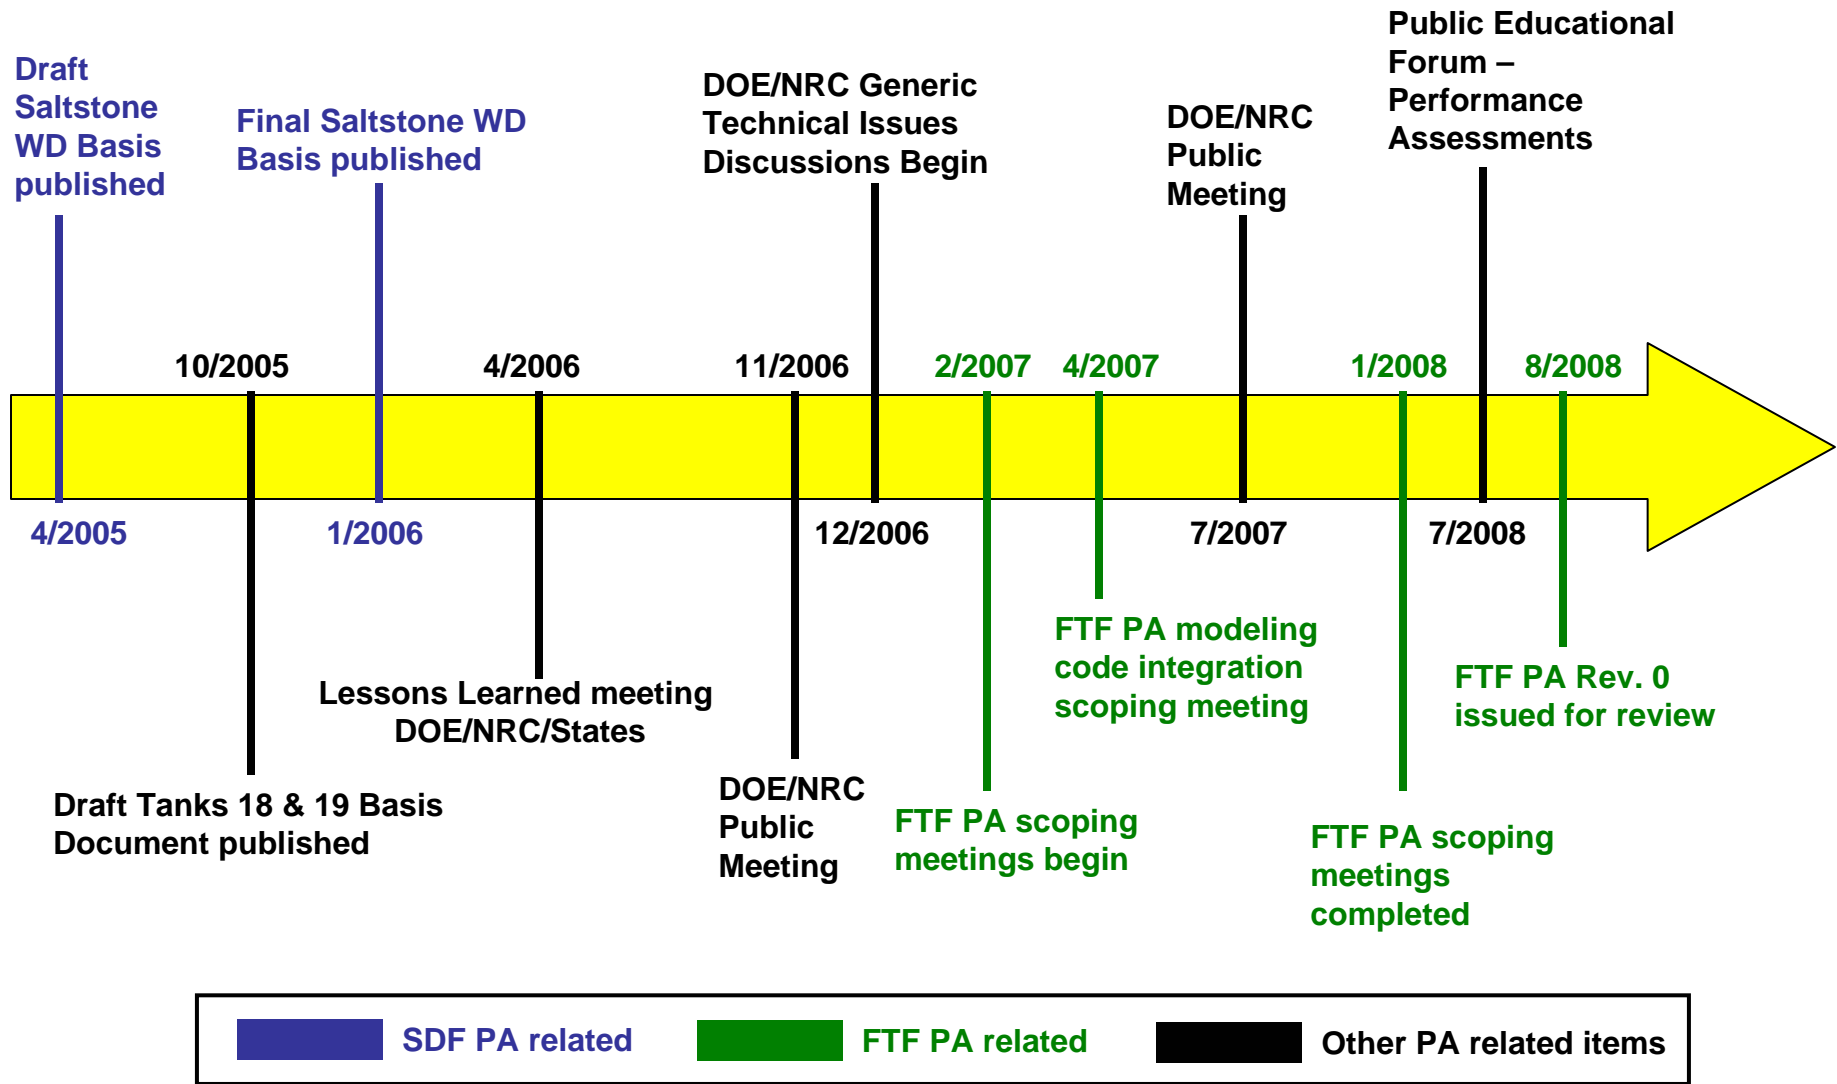 Public Educational
Forum –
Performance
Assessments
Draft
Saltstone
WD Basis
published
Final Saltstone WD
Basis published
DOE/NRC Generic
Technical Issues
Discussions Begin
DOE/NRC
Public
Meeting
10/2005
4/2006
11/2006
2/2007
4/2007
1/2008
8/2008
4/2005
1/2006
12/2006
7/2007
7/2008
Lessons Learned meeting
DOE/NRC/States
Draft Tanks 18 & 19 Basis
Document published
DOE/NRC
Public
Meeting
FTF PA scoping
meetings begin
FTF PA modeling
code integration
scoping meeting
FTF PA scoping
meetings
completed
FTF PA Rev. 0
issued for review
SDF PA related
FTF PA related
Other PA related items